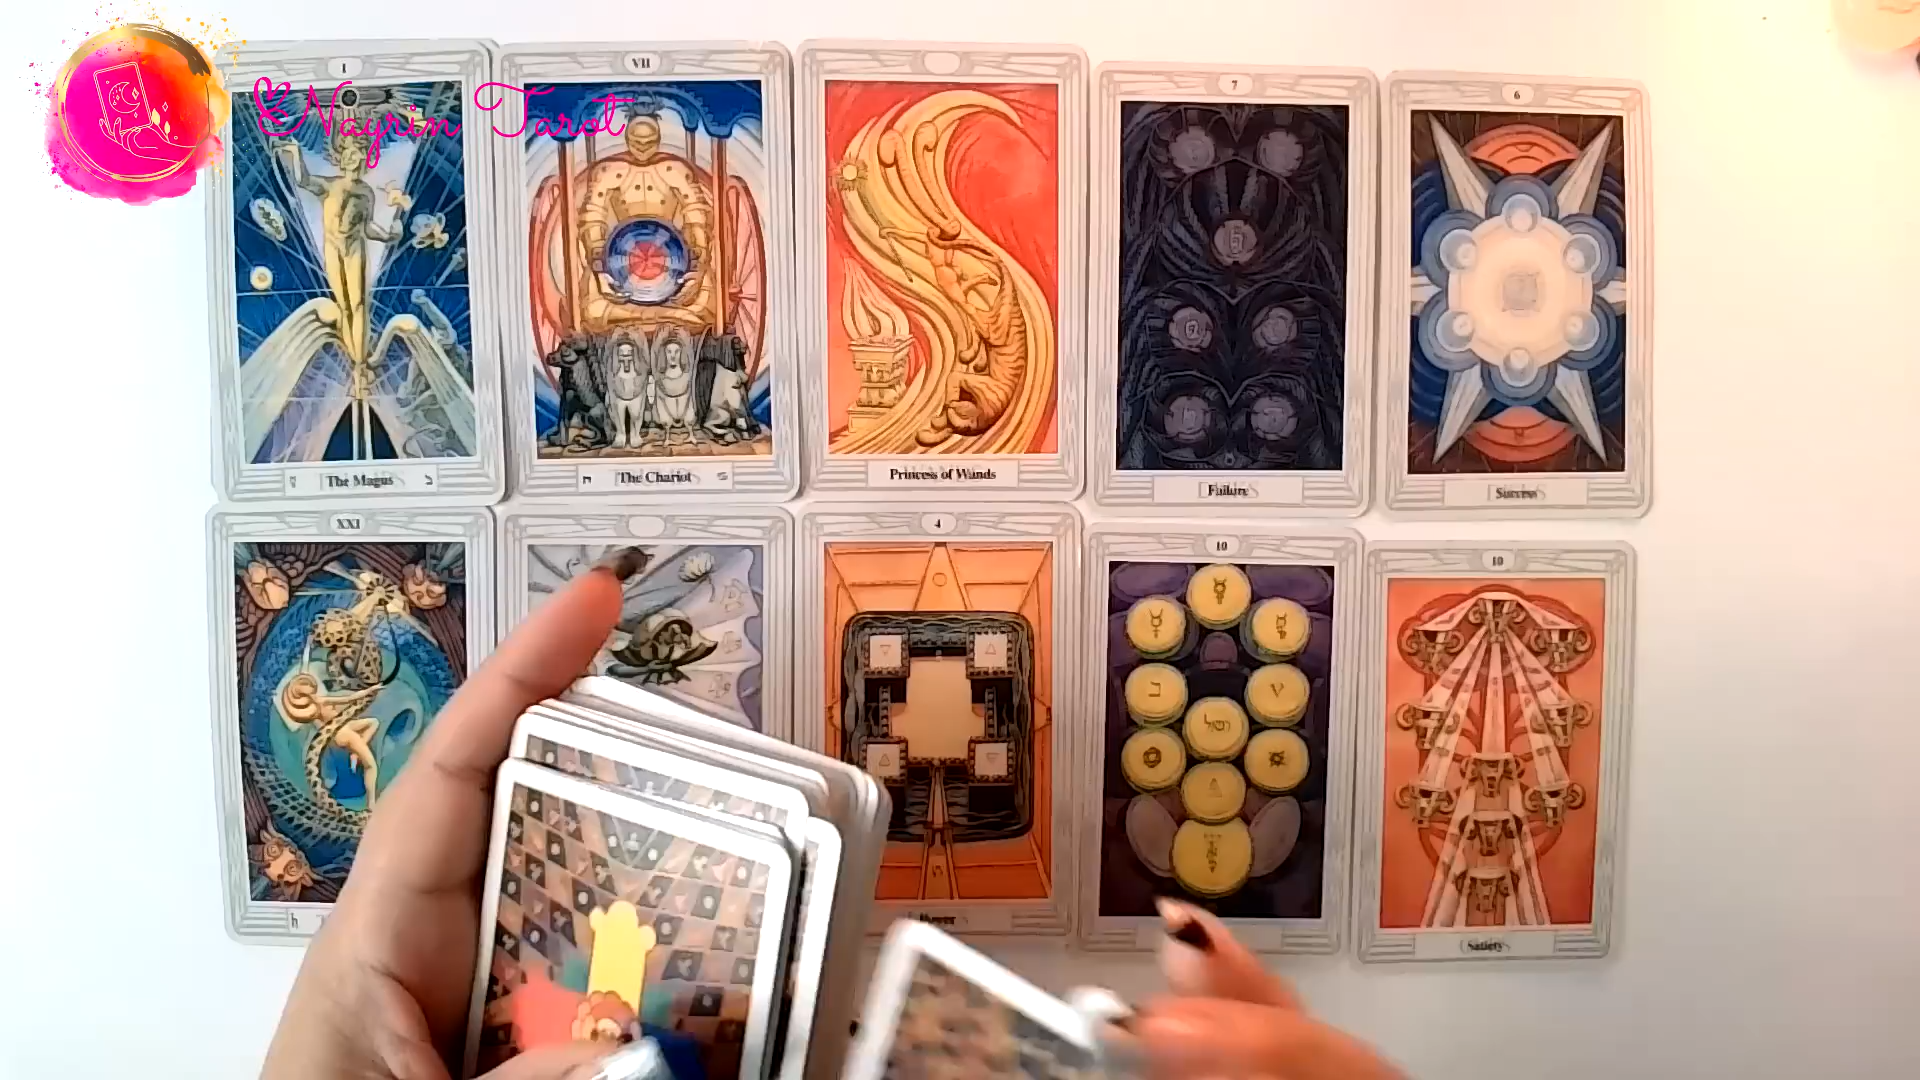 Nayrin Tarot
I
The Magus
VII
The Chariot
Princess of Wands
7
Failure
6
Success
XXI
4
Power
10
10
Satiety